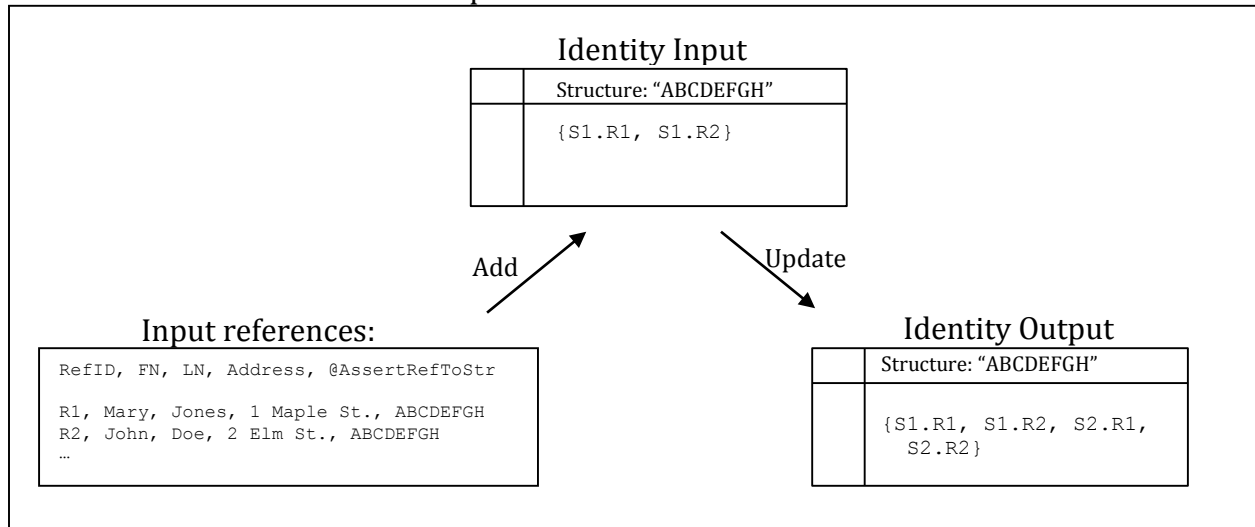 Identity Input
Structure: “ABCDEFGH”
{S1.R1, S1.R2}
Add
Update
Input references:
RefID, FN, LN, Address, @AssertRefToStr
R1, Mary, Jones, 1 Maple St., ABCDEFGH
R2, John, Doe, 2 Elm St., ABCDEFGH
…
Identity Output
Structure: “ABCDEFGH”
{S1.R1, S1.R2, S2.R1,
S2.R2}